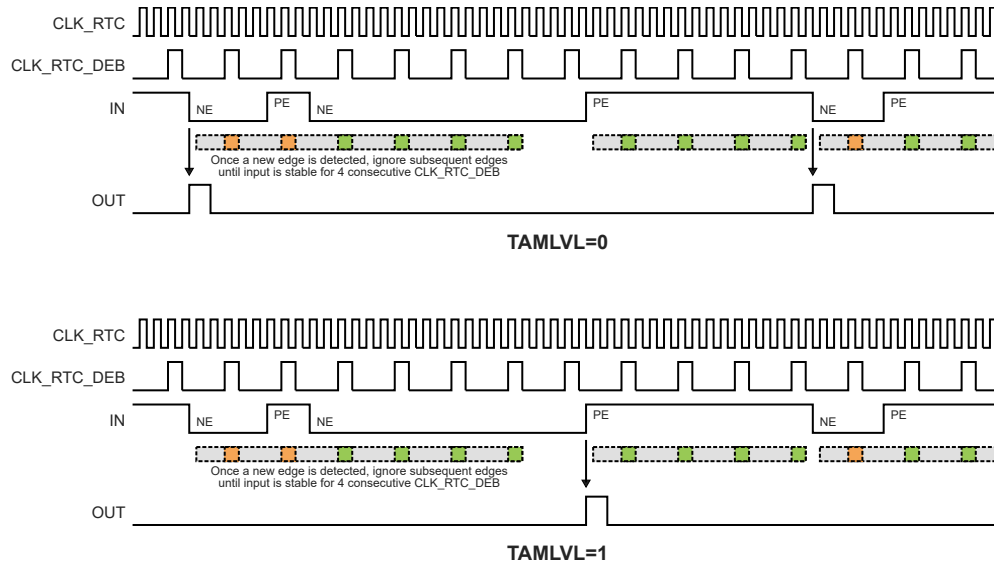 CLK_RTC
CLK_RTC_DEB
IN
NE
PE
NE
PE
NE
PE
Once a new edge is detected, ignore subsequent edges
until input is stable for 4 consecutive CLK_RTC_DEB
OUT
TAMLVL=0
CLK_RTC
CLK_RTC_DEB
IN
NE
PE
NE
PE
NE
PE
Once a new edge is detected, ignore subsequent edges
until input is stable for 4 consecutive CLK_RTC_DEB
OUT
TAMLVL=1